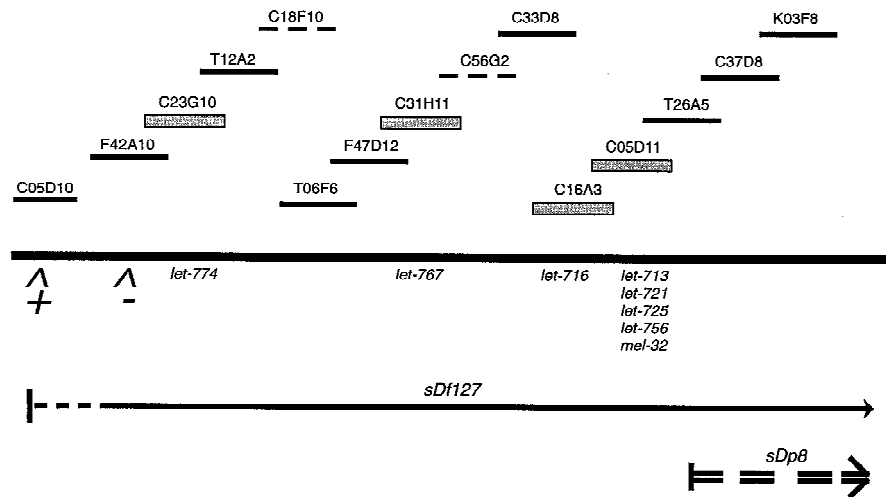 C18F10
C33D8
K03F8
T12A2
C56G2
C37D8
C23G10
C31H11
T26A5
F42A10
F47D12
C05D11
C05D10
T06F6
C16A3
let-774
let-767
let-716
let-713
let-721
let-725
let-756
mel-32
+
-
sDf127
sDp8